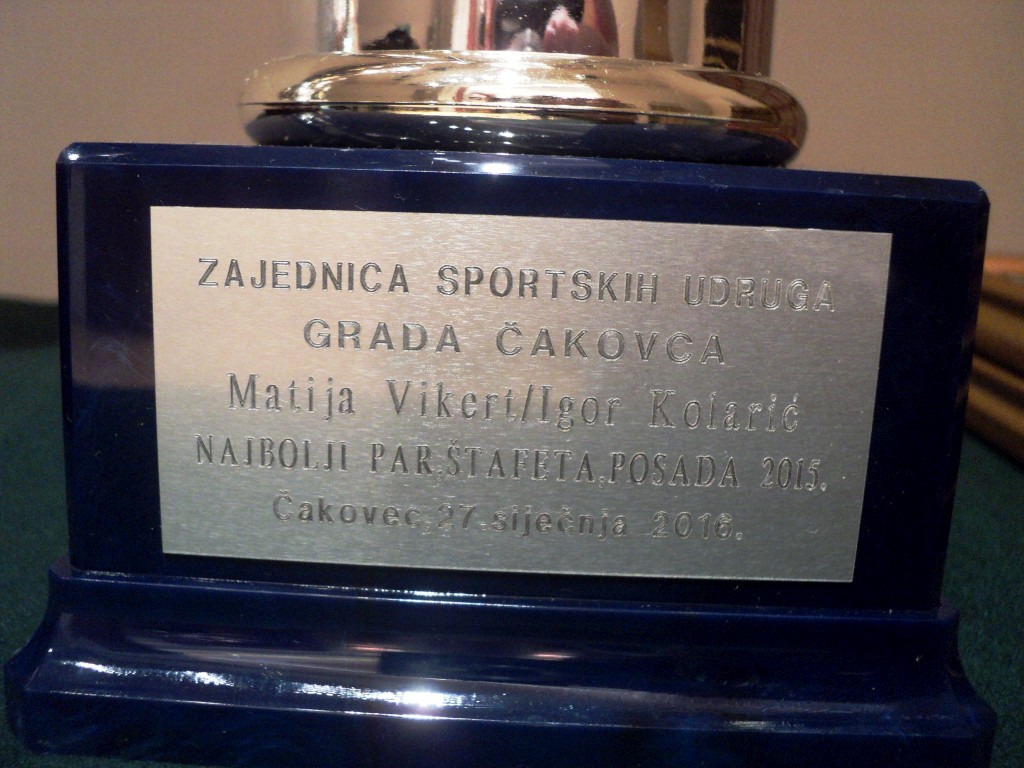 ZAJEDNICA SPORTSKIH UDRUGA
GRADA ČAKOVCA
Matija Vikert/Igor Kolarić
NAJBOLJI PAR,ŠTAFETA,POSADA 2015.
Čakovec,27.siječnja 2016.